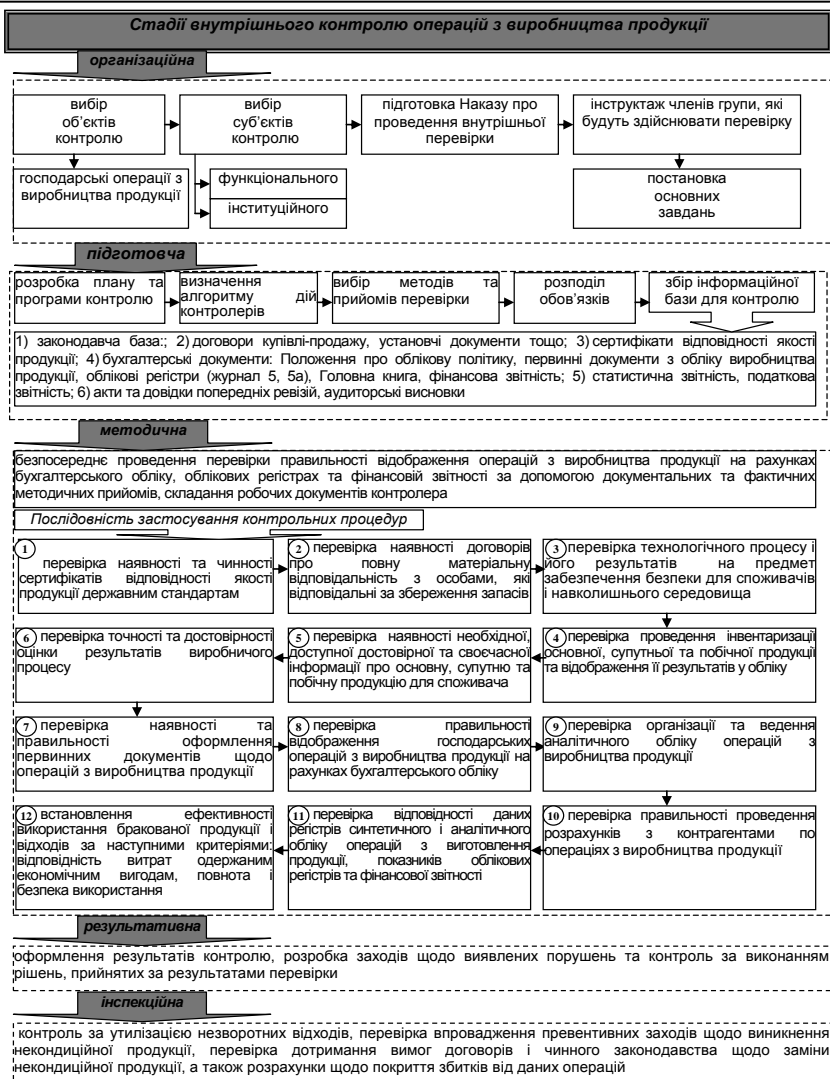 Стадії внутрішнього контролю операцій з виробництва продукції
організаційна
вибір
об'єктів
контролю
вибір
суб'єктів
контролю
підготовка Наказу про
проведення внутрішньої
перевірки
інструктаж членів групи, які
будуть здійснювати перевірку
господарські операції з
виробництва продукції
функціонального
інституційного
постановка
основних
завдань
підготовча
розробка плану та
програми контролю
визначення
алгоритму дій
контролерів
вибір методів та
прийомів перевірки
розподіл
обов'язків
збір інформаційної
бази для контролю
1) законодавча база:; 2) договори купівлі-продажу, установчі документи тощо; 3) сертифікати відповідності якості
продукції; 4) бухгалтерські документи: Положення про облікову політику, первинні документи з обліку виробництва
продукції, облікові регістри (журнал 5, 5а), Головна книга, фінансова звітність; 5) статистична звітність, податкова
звітність; 6) акти та довідки попередніх ревізій, аудиторські висновки
методична
безпосереднє проведення перевірки правильності відображення операцій з виробництва продукції на рахунках
бухгалтерського обліку, облікових регістрах та фінансовій звітності за допомогою документальних та фактичних
методичних прийомів, складання робочих документів контролера
Послідовність застосування контрольних процедур
1
перевірка наявності та чинності
сертифікатів відповідності якості
продукції державним стандартам
2 перевірка наявності договорів
про повну матеріальну
відповідальність з особами, які
відповідальні за збереження запасів
3 перевірка технологічного процесу і
його результатів на предмет
забезпечення безпеки для споживачів
і навколишнього середовища
6 перевірка точності та достовірності
оцінки результатів виробничого
процесу
5 перевірка наявності необхідної,
доступної достовірної та своєчасної
інформації про основну, супутню та
побічну продукцію для споживача
4 перевірка проведення інвентаризації
основної, супутньої та побічної продукції
та відображення її результатів у обліку
7 перевірка наявності та
правильності оформлення
первинних документів щодо
операцій з виробництва продукції
8 перевірка правильності
відображення господарських
операцій з виробництва продукції на
рахунках бухгалтерського обліку
9 перевірка організації та ведення
аналітичного обліку операцій з
виробництва продукції
12 встановлення ефективності
використання бракованої продукції і
відходів за наступними критеріями:
відповідність витрат одержаним
економічним вигодам, повнота і
безпека використання
11 перевірка відповідності даних
регістрів синтетичного і аналітичного
обліку операцій з виготовлення
продукції, показників облікових
регістрів та фінансової звітності
10 перевірка правильності проведення
розрахунків з контрагентами по
операціях з виробництва продукції
результативна
оформлення результатів контролю, розробка заходів щодо виявлених порушень та контроль за виконанням
рішень, прийнятих за результатами перевірки
інспекційна
контроль за утилізацією незворотних відходів, перевірка впровадження превентивних заходів щодо виникнення
некондиційної продукції, перевірка дотримання вимог договорів і чинного законодавства щодо заміни
некондиційної продукції, а також розрахунки щодо покриття збитків від даних операцій